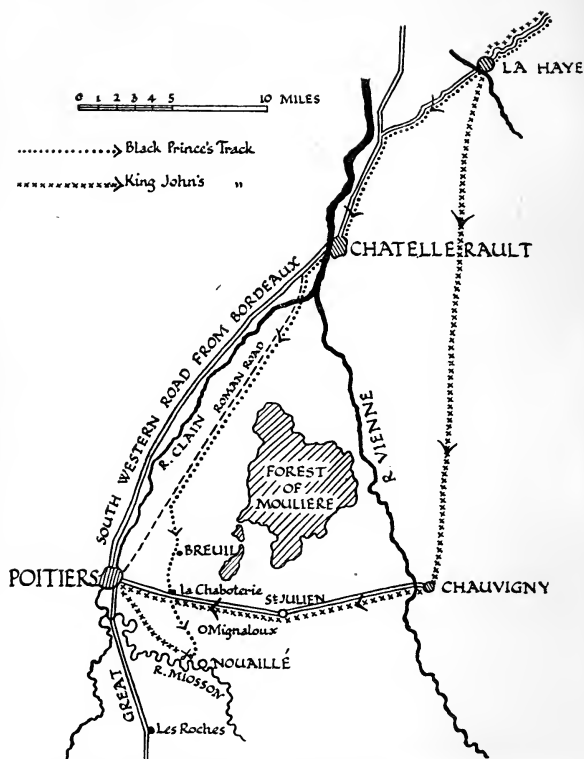 LA HAYE
0 1 2 3 4 5 10 MILES
Black Prince's Track
King John's "
CHATELLERAULT
SOUTH WESTERN ROAD FROM BORDEAUX
R. CLAIN
ROMAN ROAD
R. VIENNE
FOREST
OF
MOULIERE
BREUIL
POITIERS
La Chaboterie
St JULIEN
CHAUVIGNY
Mignaloux
NOUAILLÉ
R. MIOSSON
GREAT
Les Roches